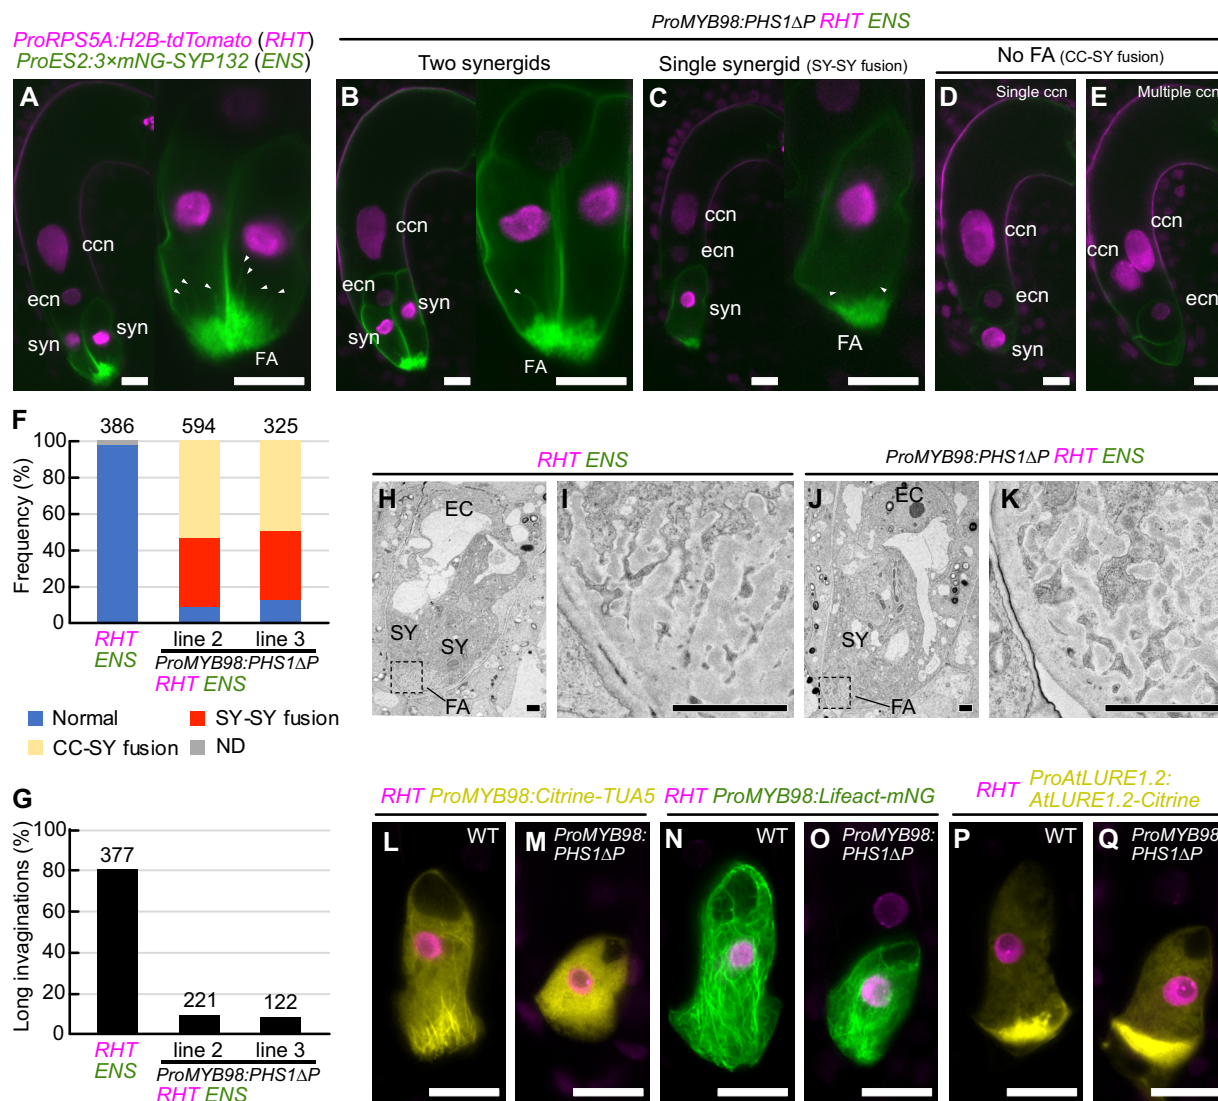 ProRPS5A:H2B-tdTomato (RHT)
ProES2:3×mNG-SYP132 (ENS)
ProMYB98:PHS1ΔP RHT ENS
Two synergids
Single synergid (SY-SY fusion)
No FA (CC-SY fusion)
A
ccn
ecn
syn
syn
FA
B
ccn
ecn
syn
syn
FA
C
ccn
ecn
syn
FA
D
Single ccn
ccn
ecn
syn
E
Multiple ccn
ccn
ccn
ecn
F
Frequency (%)
100
80
60
40
20
0
386
594
325
RHT
ENS
line 2
line 3
ProMYB98:PHS1ΔP
RHT ENS
Normal
SY-SY fusion
CC-SY fusion
ND
G
Long invaginations (%)
100
80
60
40
20
0
377
221
122
RHT
ENS
line 2
line 3
ProMYB98:PHS1ΔP
RHT ENS
RHT ENS
ProMYB98:PHS1ΔP RHT ENS
H
EC
SY
SY
FA
I
J
EC
SY
FA
K
RHT ProMYB98:Citrine-TUA5
RHT ProMYB98:Lifeact-mNG
RHT ProAtLURE1.2:
AtLURE1.2-Citrine
L
WT
M
ProMYB98:
PHS1ΔP
N
WT
O
ProMYB98:
PHS1ΔP
P
WT
Q
ProMYB98:
PHS1ΔP